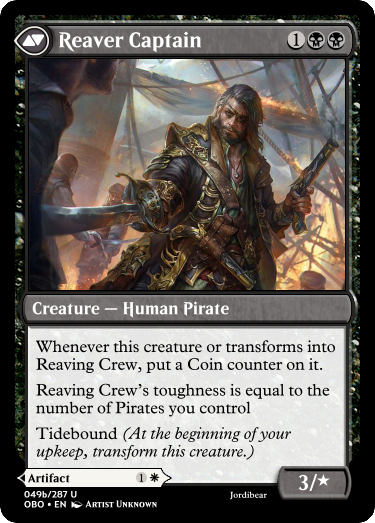 Reaver Captain 1
Creature — Human Pirate
Whenever this creature or transforms into
Reaving Crew, put a Coin counter on it.
Reaving Crew's toughness is equal to the
number of Pirates you control
Tidebound (At the beginning of your
upkeep, transform this creature.)
Artifact 1
3/★
049b/287 U
OBO • EN Artist Unknown
Jordibear